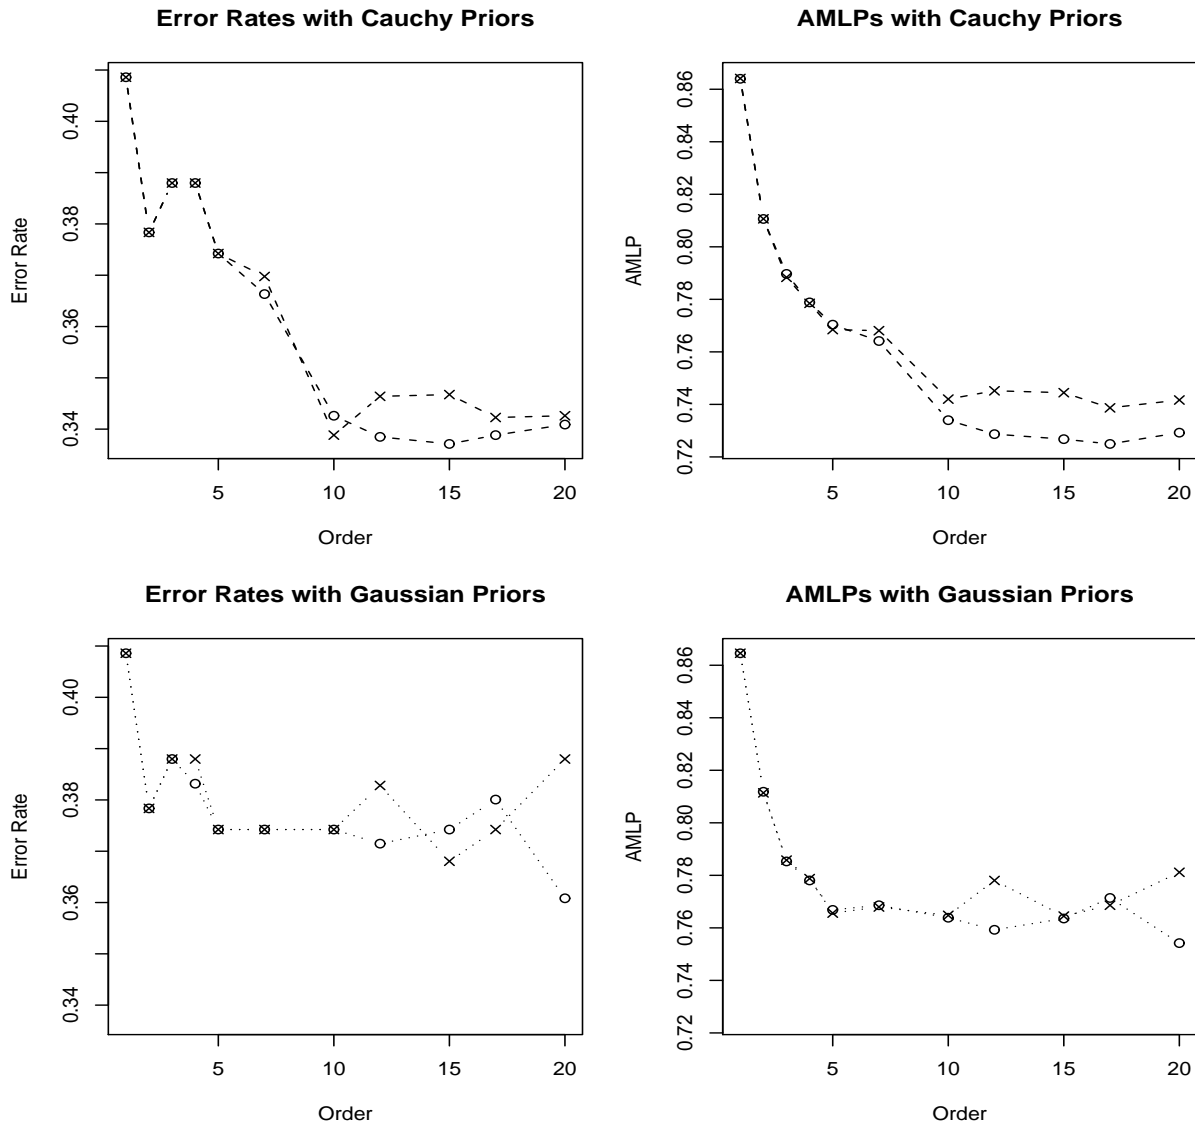 Error Rates with Cauchy Priors
Error Rate
0.34 0.36 0.38 0.40
5 10 15 20
Order
AMLPs with Cauchy Priors
AMLP
0.72 0.74 0.76 0.78 0.80 0.82 0.84 0.86
5 10 15 20
Order
Error Rates with Gaussian Priors
Error Rate
0.34 0.36 0.38 0.40
5 10 15 20
Order
AMLPs with Gaussian Priors
AMLP
0.72 0.74 0.76 0.78 0.80 0.82 0.84 0.86
5 10 15 20
Order